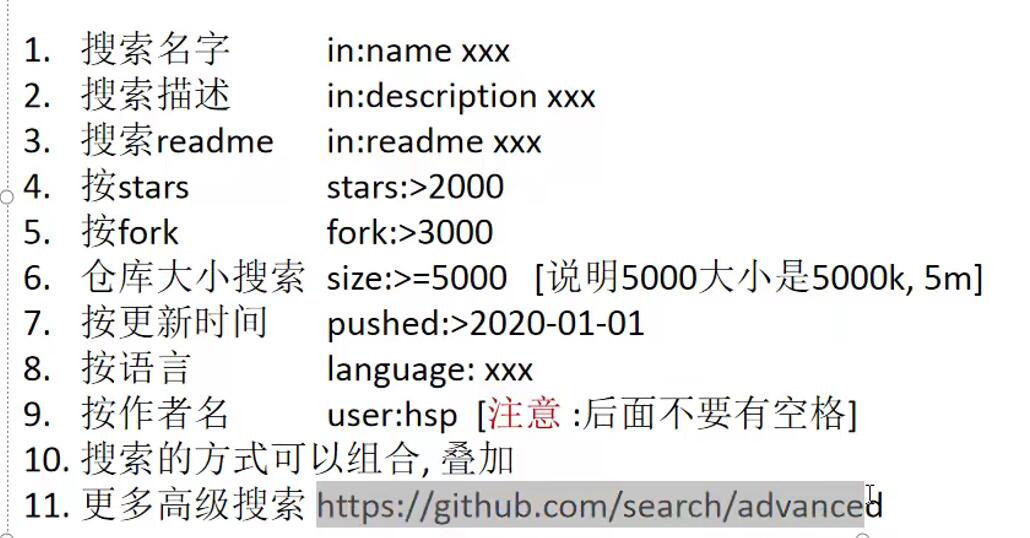 1. 搜索名字 in:name xxx
2. 搜索描述 in:description xxx
3. 搜索readme in:readme xxx
4. 按stars stars:>2000
5. 按fork fork:>3000
6. 仓库大小搜索 size:>=5000 [说明5000大小是5000k, 5m]
7. 按更新时间 pushed:>2020-01-01
8. 按语言 language: xxx
9. 按作者名 user:hsp [注意 :后面不要有空格]
10. 搜索的方式可以组合, 叠加
11. 更多高级搜索 https://github.com/search/advanced